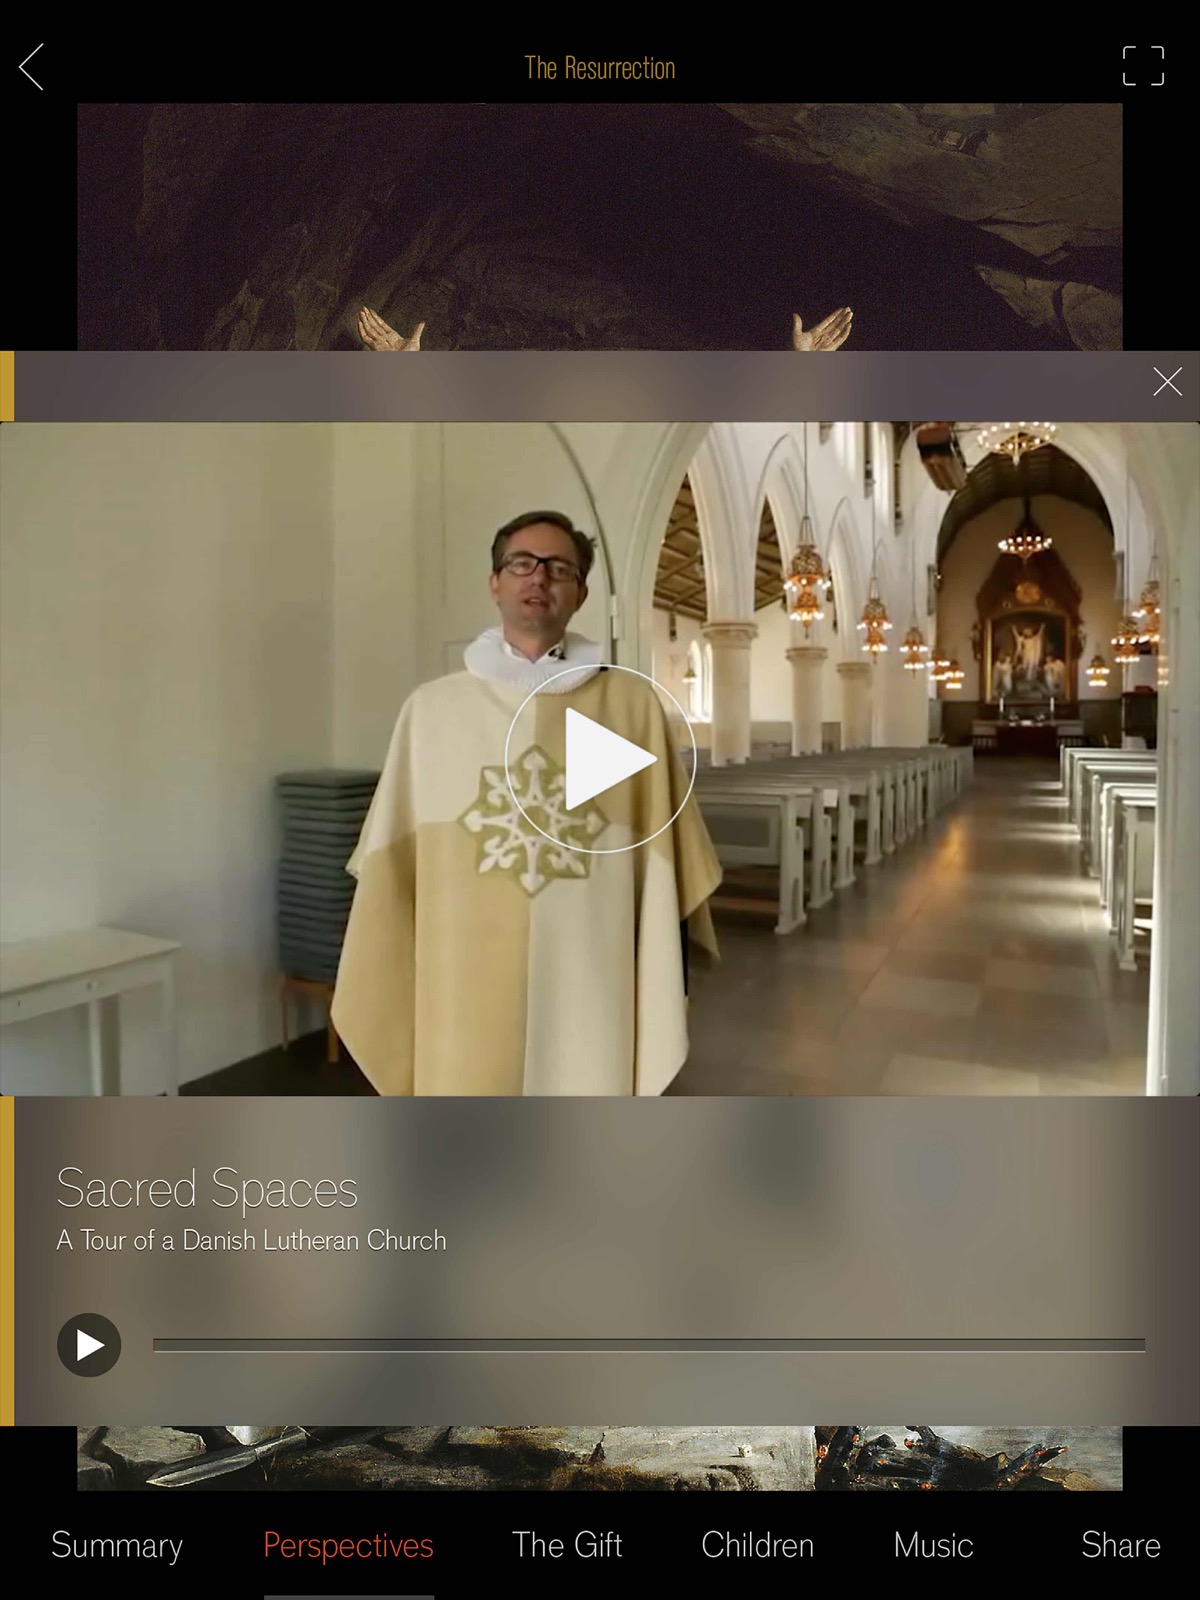 The Resurrection
Sacred Spaces
A Tour of a Danish Lutheran Church
Summary
Perspectives
The Gift
Children
Music
Share